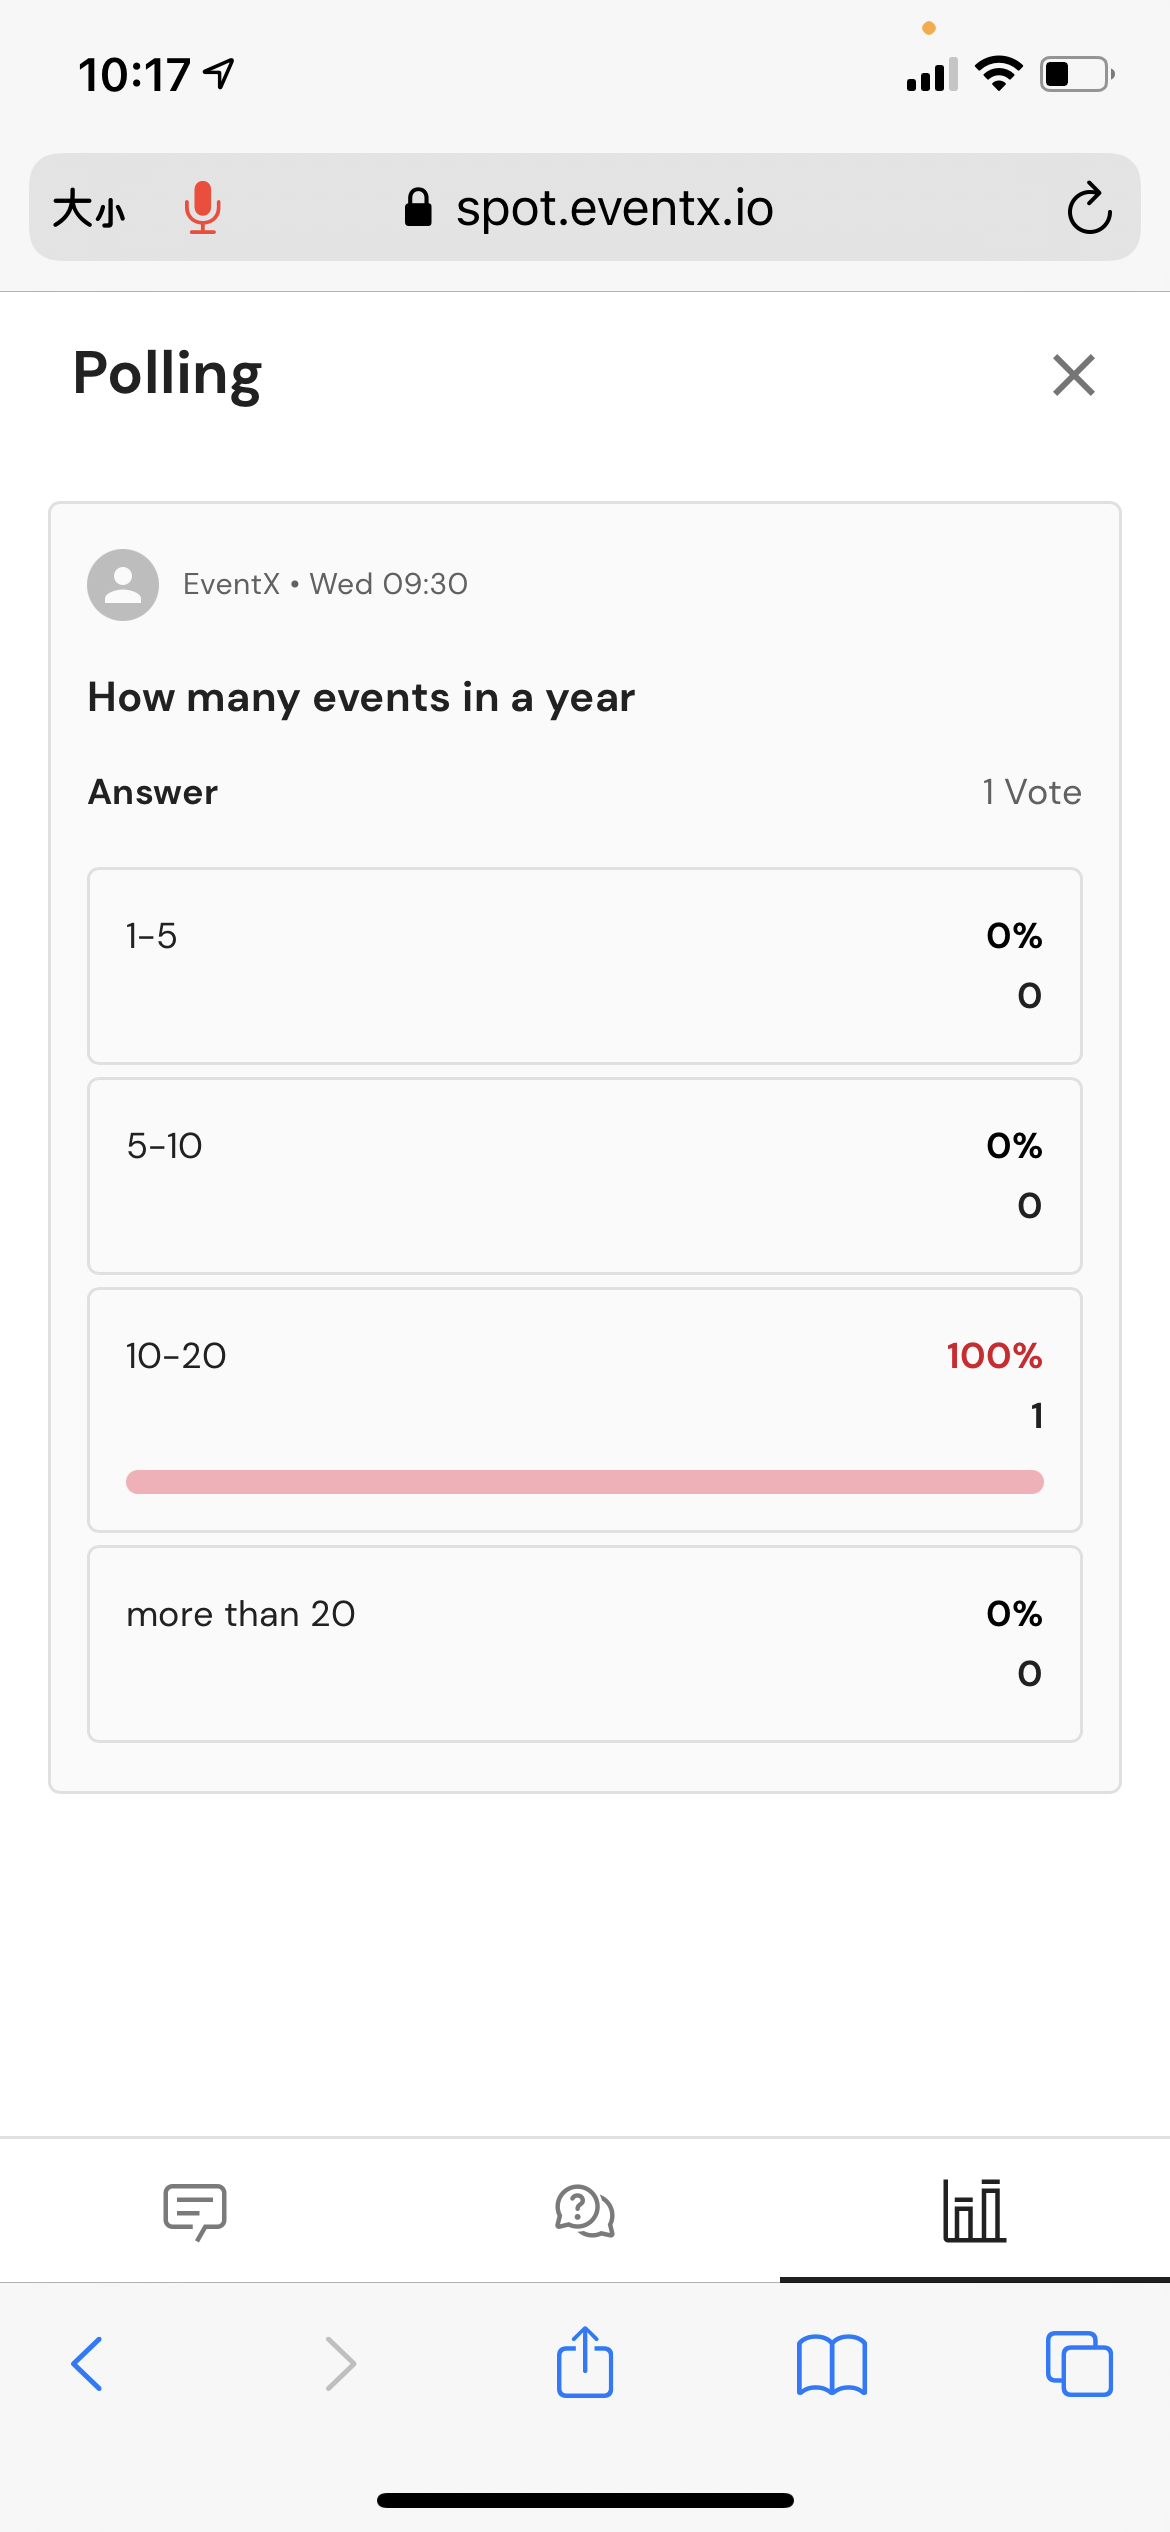 10:17
大小 spot.eventx.io
Polling
EventX • Wed 09:30
How many events in a year
Answer 1 Vote
1-5 0%
0
5-10 0%
0
10-20 100%
1
more than 20 0%
0
?